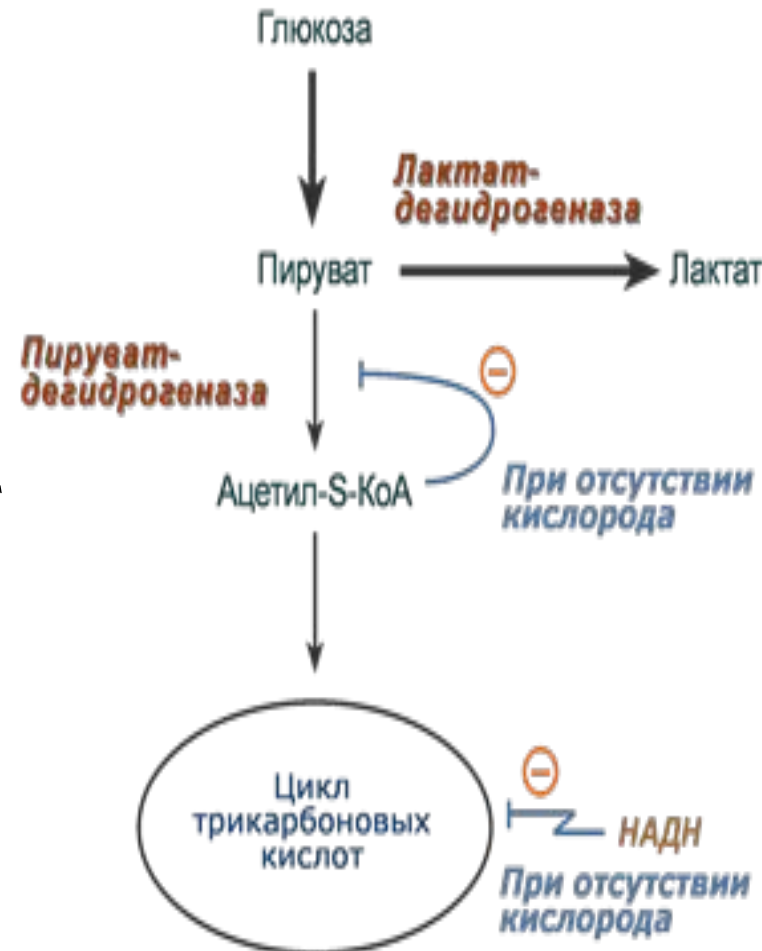 Глюкоза
Лактат-
дегидрогеназа
Пируват
Лактат
Пируват-
дегидрогеназа
Ацетил-S-КоА
При отсутствии
кислорода
Цикл
трикарбоновых
кислот
НАДН
При отсутствии
кислорода